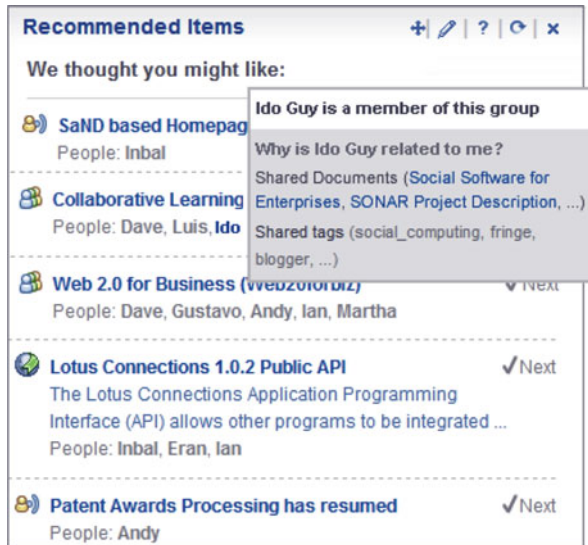 Recommended Items
?
We thought you might like:
SaND based Homepag
People: Inbal
Ido Guy is a member of this group
Why is Ido Guy related to me?
Shared Documents (Social Software for
Enterprises, SONAR Project Description, ...)
Shared tags (social_computing, fringe,
blogger, ...)
Collaborative Learning
People: Dave, Luis, Ido
Web 2.0 for Business (Web20forbiz)
Next
People: Dave, Gustavo, Andy, Ian, Martha
Lotus Connections 1.0.2 Public API
Next
The Lotus Connections Application Programming
Interface (API) allows other programs to be integrated ...
People: Inbal, Eran, Ian
Patent Awards Processing has resumed
Next
People: Andy